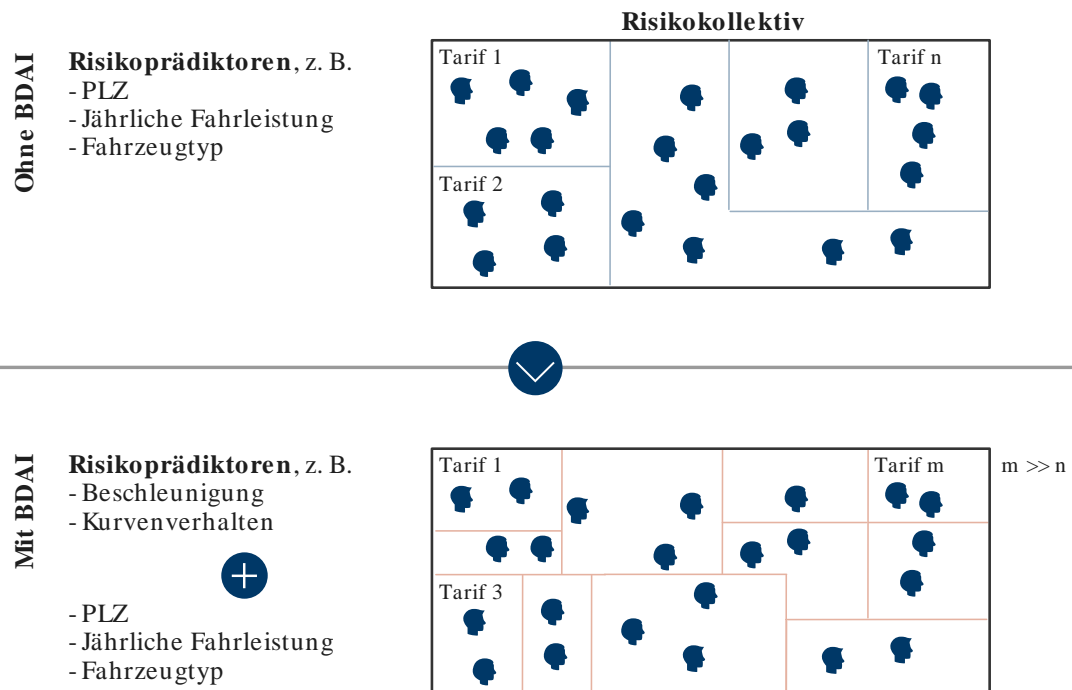 Risikokollektiv
Ohne BDAI
Risikoprädiktoren, z. B.
- PLZ
- Jährliche Fahrleistung
- Fahrzeugtyp
Tarif 1
Tarif n
Tarif 2
Mit BDAI
Risikoprädiktoren, z. B.
- Beschleunigung
- Kurvenverhalten
- PLZ
- Jährliche Fahrleistung
- Fahrzeugtyp
Tarif 1
Tarif m
m >> n
Tarif 3